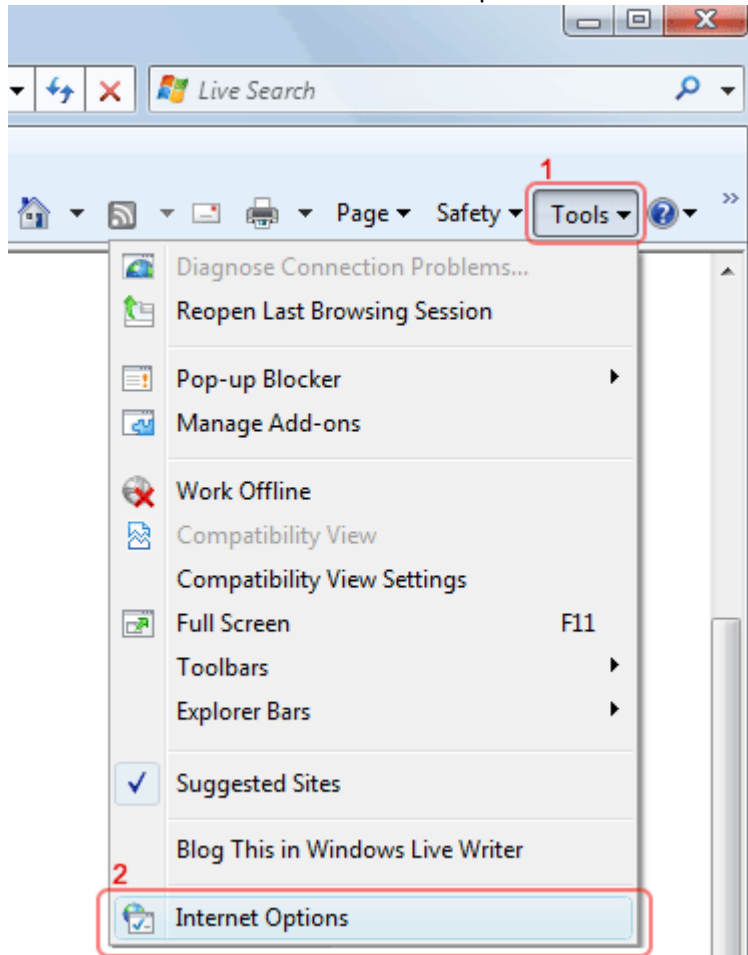 Live Search
1
Page Safety Tools
Diagnose Connection Problems...
Reopen Last Browsing Session
Pop-up Blocker
Manage Add-ons
Work Offline
Compatibility View
Compatibility View Settings
Full Screen F11
Toolbars
Explorer Bars
Suggested Sites
Blog This in Windows Live Writer
2
Internet Options